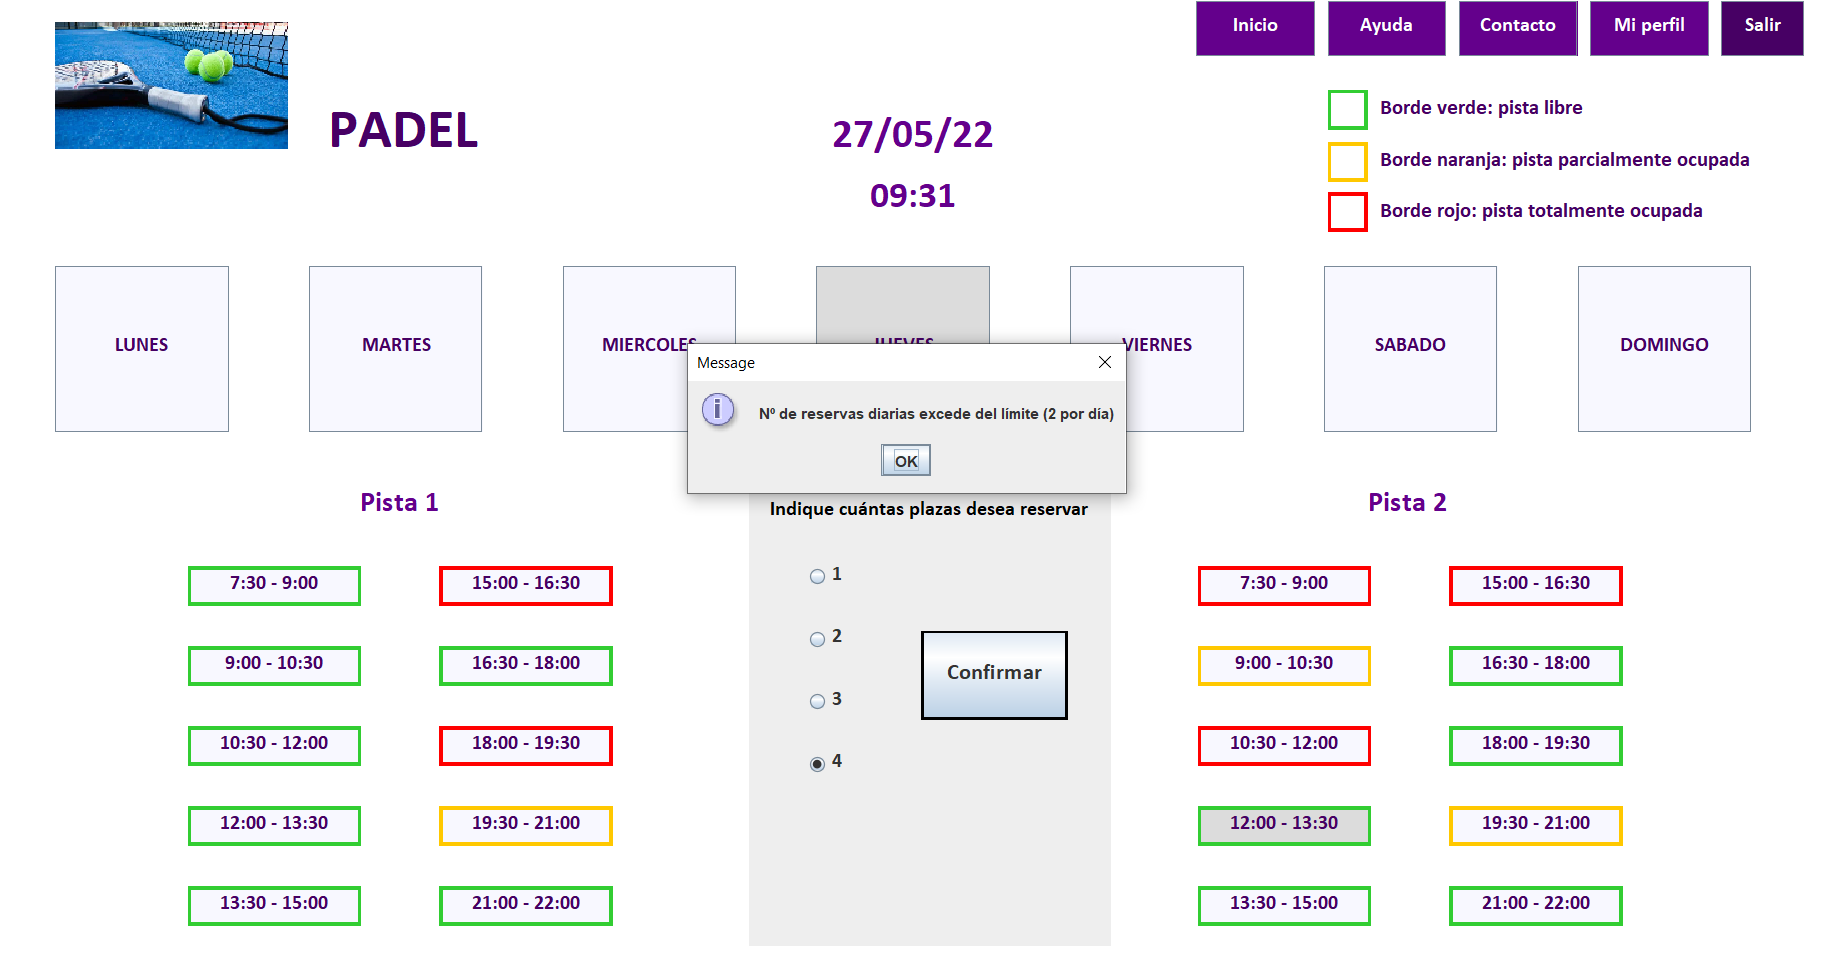 Inicio
Ayuda
Contacto
Mi perfil
Salir
PADEL
27/05/22
09:31
Borde verde: pista libre
Borde naranja: pista parcialmente ocupada
Borde rojo: pista totalmente ocupada
LUNES
MARTES
MIERCOLES
JUEVES
VIERNES
SABADO
DOMINGO
Message
Nº de reservas diarias excede del límite (2 por día)
OK
Pista 1
7:30 - 9:00
15:00 - 16:30
9:00 - 10:30
16:30 - 18:00
10:30 - 12:00
18:00 - 19:30
12:00 - 13:30
19:30 - 21:00
13:30 - 15:00
21:00 - 22:00
Indique cuántas plazas desea reservar
1
2
3
4
Confirmar
Pista 2
7:30 - 9:00
15:00 - 16:30
9:00 - 10:30
16:30 - 18:00
10:30 - 12:00
18:00 - 19:30
12:00 - 13:30
19:30 - 21:00
13:30 - 15:00
21:00 - 22:00